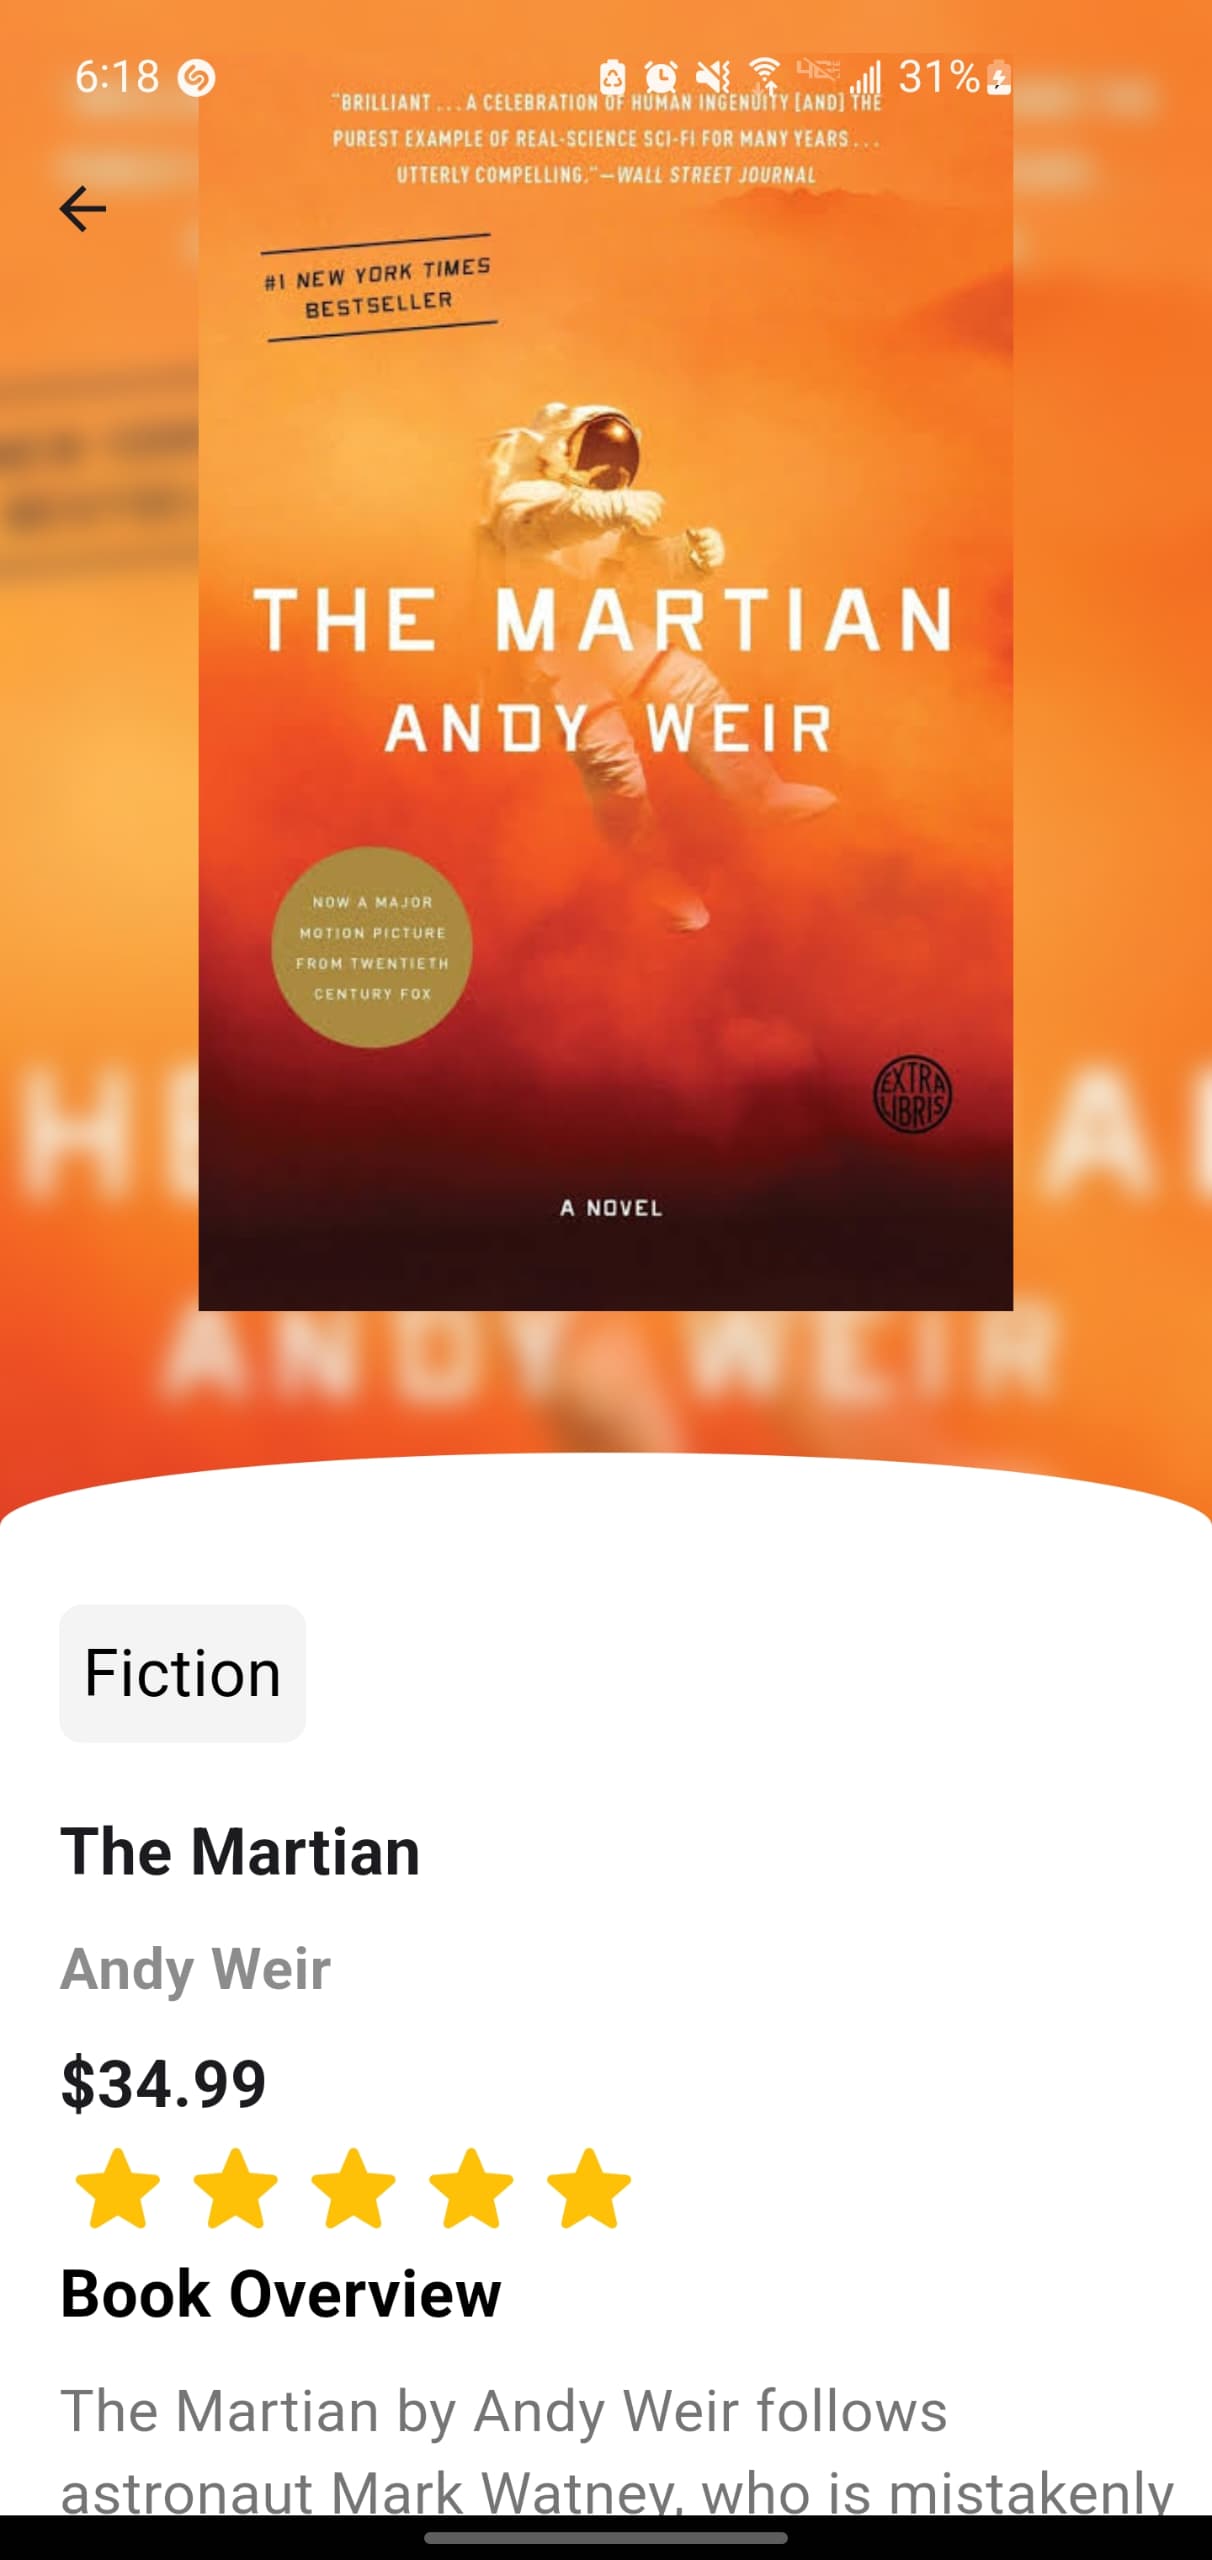 6:18
31%
"BRILLIANT...A CELEBRATION OF HUMAN INGENUITY [AND] THE
PUREST EXAMPLE OF REAL-SCIENCE SCI-FI FOR MANY YEARS...
UTTERLY COMPELLING."—WALL STREET JOURNAL
#1 NEW YORK TIMES
BESTSELLER
THE MARTIAN
ANDY WEIR
NOW A MAJOR
MOTION PICTURE
FROM TWENTIETH
CENTURY FOX
EXTRA
LIBRIS
A NOVEL
ANDY WEIR
Fiction
The Martian
Andy Weir
$34.99
Book Overview
The Martian by Andy Weir follows
astronaut Mark Watney, who is mistakenly